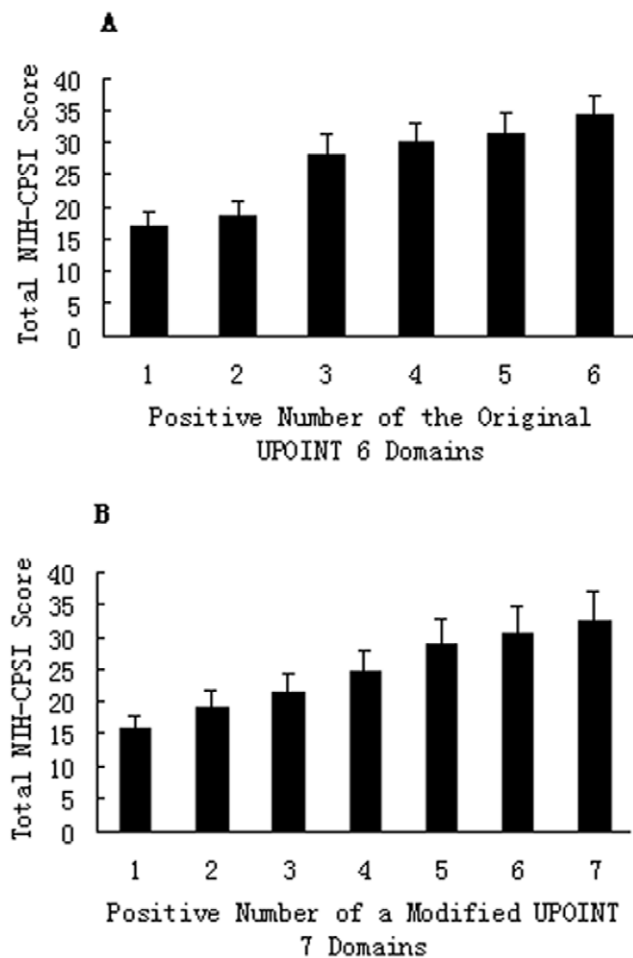 A
Total NIH-CPSI Score
40
35
30
25
20
15
10
5
0
1 2 3 4 5 6
Positive Number of the Original
UPOINT 6 Domains
B
Total NIH-CPSI Score
40
35
30
25
20
15
10
5
0
1 2 3 4 5 6 7
Positive Number of a Modified UPOINT
7 Domains